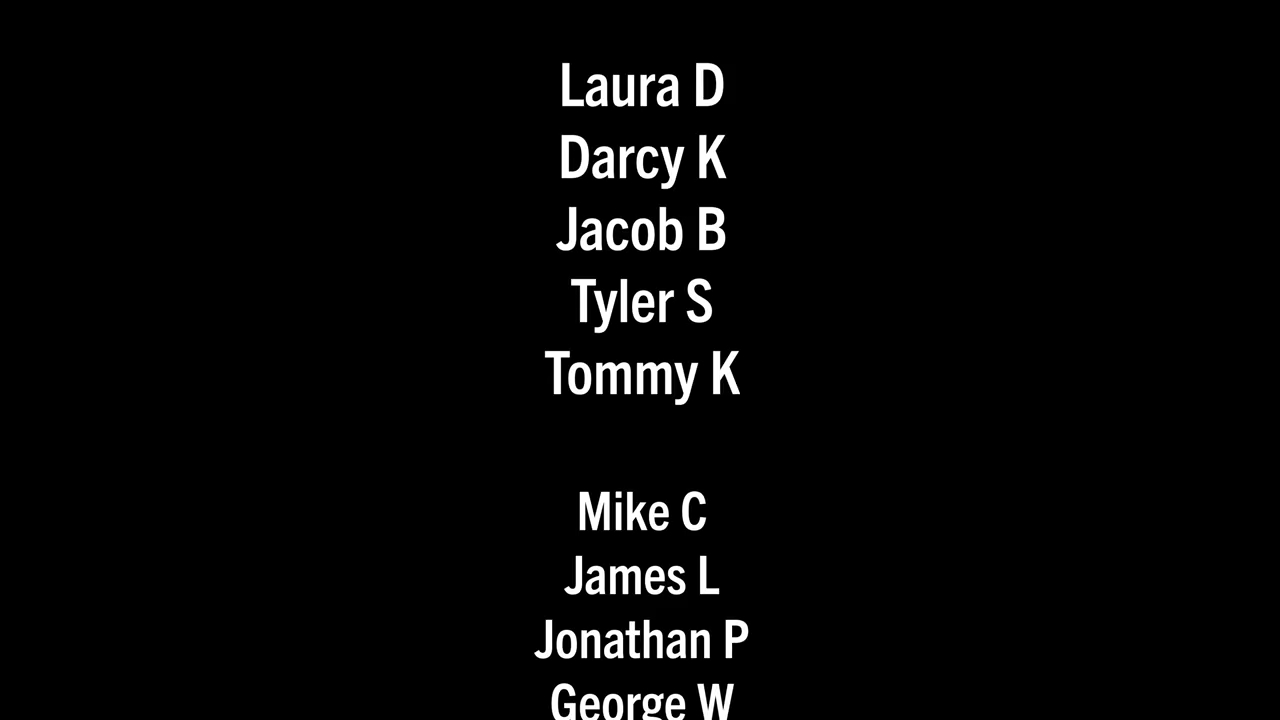 Laura D
Darcy K
Jacob B
Tyler S
Tommy K
Mike C
James L
Jonathan P
George W